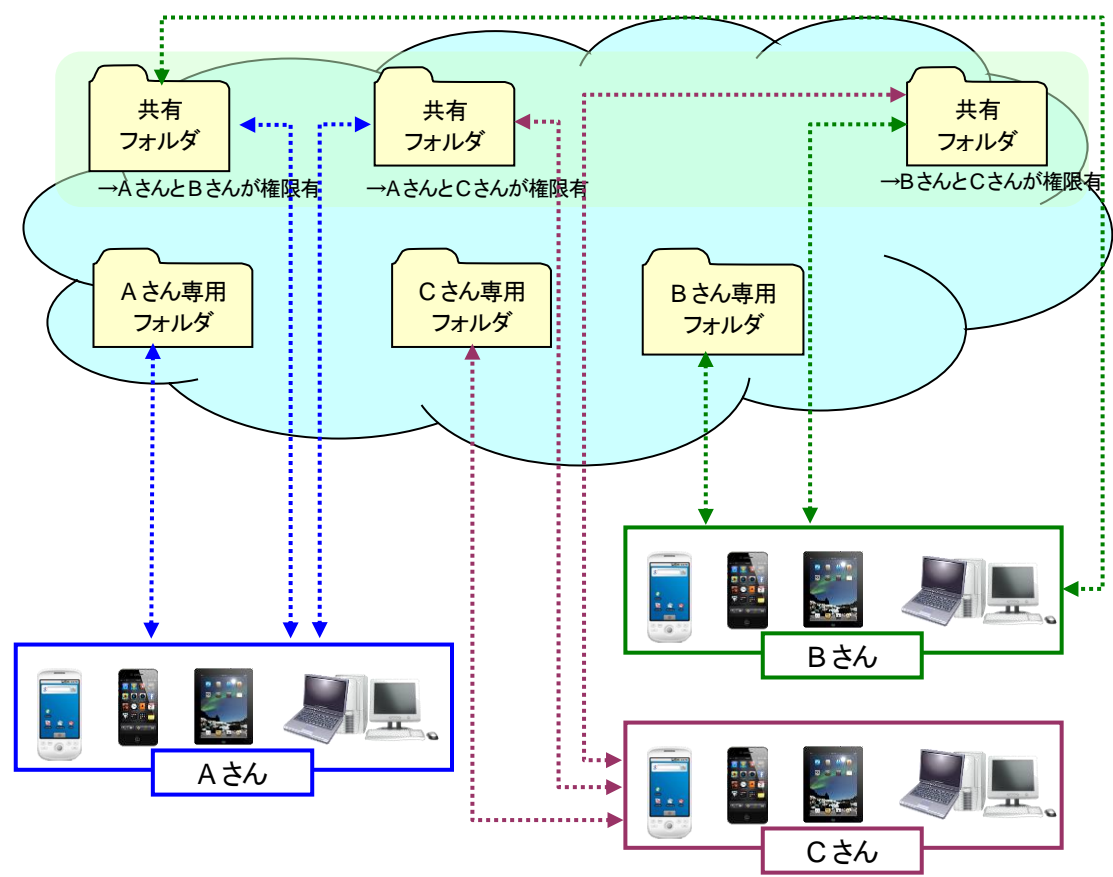 共有
フォルダ
共有
フォルダ
共有
フォルダ
→AさんとBさんが権限有
→AさんとCさんが権限有
→BさんとCさんが権限有
Aさん専用
フォルダ
Cさん専用
フォルダ
Bさん専用
フォルダ
Bさん
Aさん
Cさん